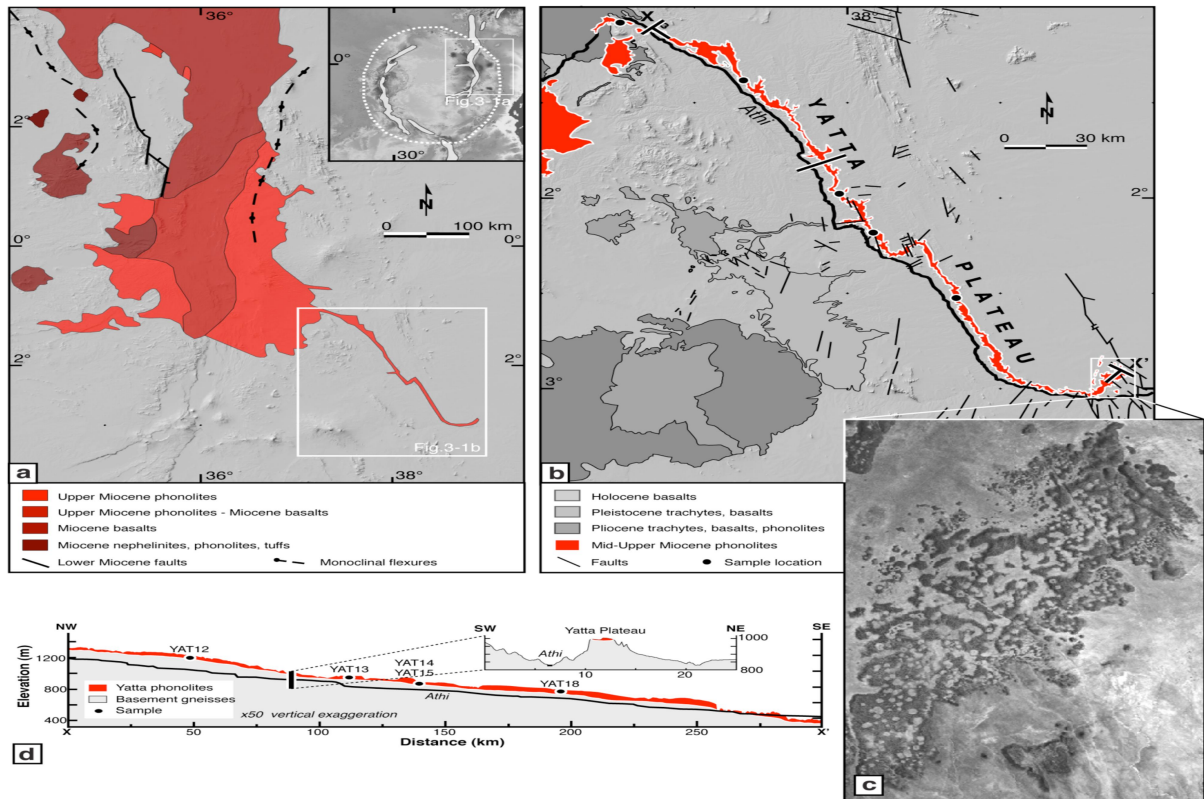 36°
0°
30°
Fig.3-1a
2°
N
0 100 km
0°
2°
Fig.3-1b
a
36°
38°
Upper Miocene phonolites
Upper Miocene phonolites - Miocene basalts
Miocene basalts
Miocene nephelinites, phonolites, tuffs
Lower Miocene faults
Monoclinal flexures
X
38°
Athi
YATTA
PLATEAU
N
0 30 km
2°
2°
3°
X'
b
Holocene basalts
Pleistocene trachytes, basalts
Pliocene trachytes, basalts, phonolites
Mid-Upper Miocene phonolites
Faults
Sample location
c
NW
SE
Elevation (m)
1200
800
400
YAT12
YAT13
YAT14
YAT15
YAT18
SW
Yatta Plateau
NE
Athi
1000
800
0
10
20
Athi
Yatta phonolites
Basement gneisses
Sample
x50 vertical exaggeration
X
50
100
150
200
250
X'
Distance (km)
d